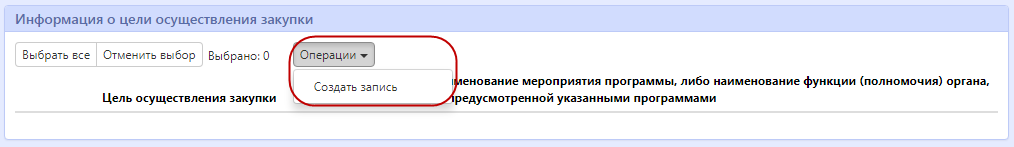 Информация о цели осуществления закупки
Выбрать все Отменить выбор Выбрано: 0 Операции
Создать запись
именование мероприятия программы, либо наименование функции (полномочия) органа,
Цель осуществления закупки предусмотренной указанными программами